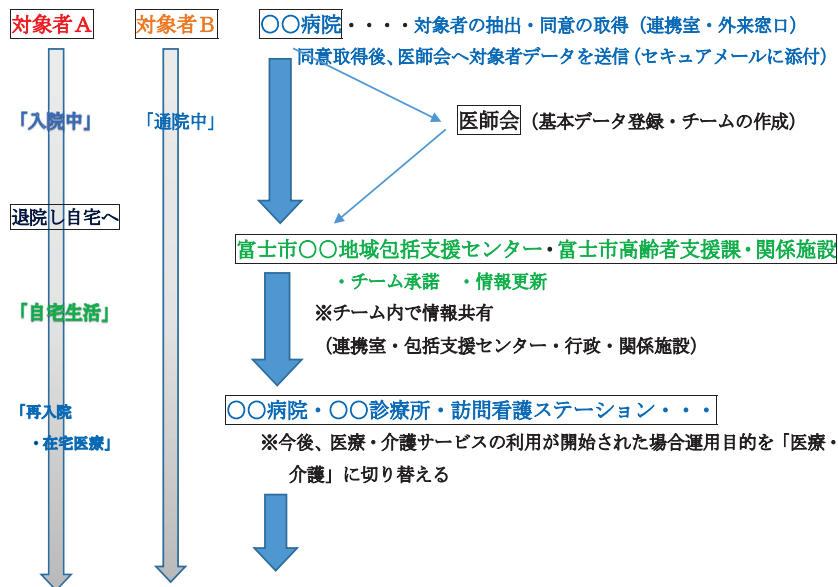 対象者A 対象者B 〇〇病院・・・・対象者の抽出・同意の取得（連携室・外来窓口）
同意取得後、医師会へ対象者データを送信（セキュアメールに添付）
「入院中」 「通院中」 医師会（基本データ登録・チームの作成）
退院し自宅へ
富士市〇〇地域包括支援センター・富士市高齢者支援課・関係施設
・チーム承諾 ・情報更新
「自宅生活」 ※チーム内で情報共有
（連携室・包括支援センター・行政・関係施設）
「再入院 〇〇病院・〇〇診療所・訪問看護ステーション・・・
・在宅医療」 ※今後、医療・介護サービスの利用が開始された場合運用目的を「医療・
介護」に切り替える